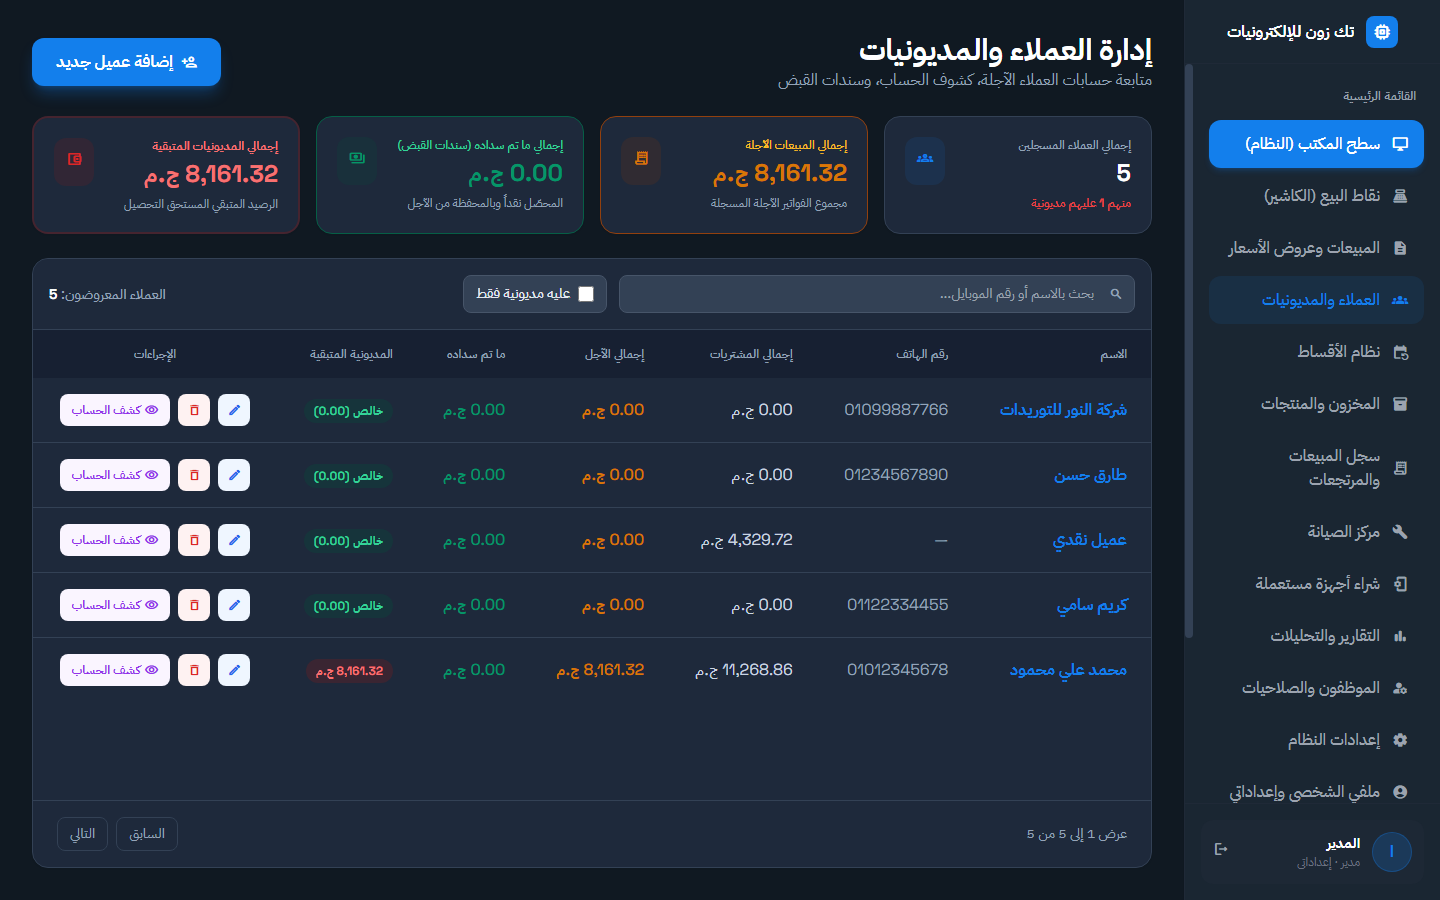 تك زون للإلكترونيات
القائمة الرئيسية
سطح المكتب (النظام)
نقاط البيع (الكاشير)
المبيعات وعروض الأسعار
العملاء والمديونيات
نظام الأقساط
المخزون والمنتجات
سجل المبيعات
والمرتجعات
مركز الصيانة
شراء أجهزة مستعملة
التقارير والتحليلات
الموظفون والصلاحيات
إعدادات النظام
ملفي الشخصي وإعداداتي
ا
المدير
مدير · إعداداتي
إدارة العملاء والمديونيات
متابعة حسابات العملاء الآجلة، كشوف الحساب، وسندات القبض
إضافة عميل جديد
إجمالي العملاء المسجلين
5
منهم 1 عليهم مديونية
إجمالي المبيعات الآجلة
8,161.32 ج.م
مجموع الفواتير الآجلة المسجلة
إجمالي ما تم سداده (سندات القبض)
0.00 ج.م
المحصّل نقداً وبالمحفظة من الآجل
إجمالي المديونيات المتبقية
8,161.32 ج.م
الرصيد المتبقي المستحق التحصيل
بحث بالاسم أو رقم الموبايل...
عليه مديونية فقط
العملاء المعروضون: 5
الاسم رقم الهاتف إجمالي المشتريات إجمالي الآجل ما تم سداده المديونية المتبقية الإجراءات
شركة النور للتوريدات 01099887766 0.00 ج.م 0.00 ج.م 0.00 ج.م خالص (0.00) كشف الحساب
طارق حسن 01234567890 0.00 ج.م 0.00 ج.م 0.00 ج.م خالص (0.00) كشف الحساب
عميل نقدي — 4,329.72 ج.م 0.00 ج.م 0.00 ج.م خالص (0.00) كشف الحساب
كريم سامي 01122334455 0.00 ج.م 0.00 ج.م 0.00 ج.م خالص (0.00) كشف الحساب
محمد علي محمود 01012345678 11,268.86 ج.م 8,161.32 ج.م 0.00 ج.م 8,161.32 ج.م كشف الحساب
عرض 1 إلى 5 من 5
السابق
التالي